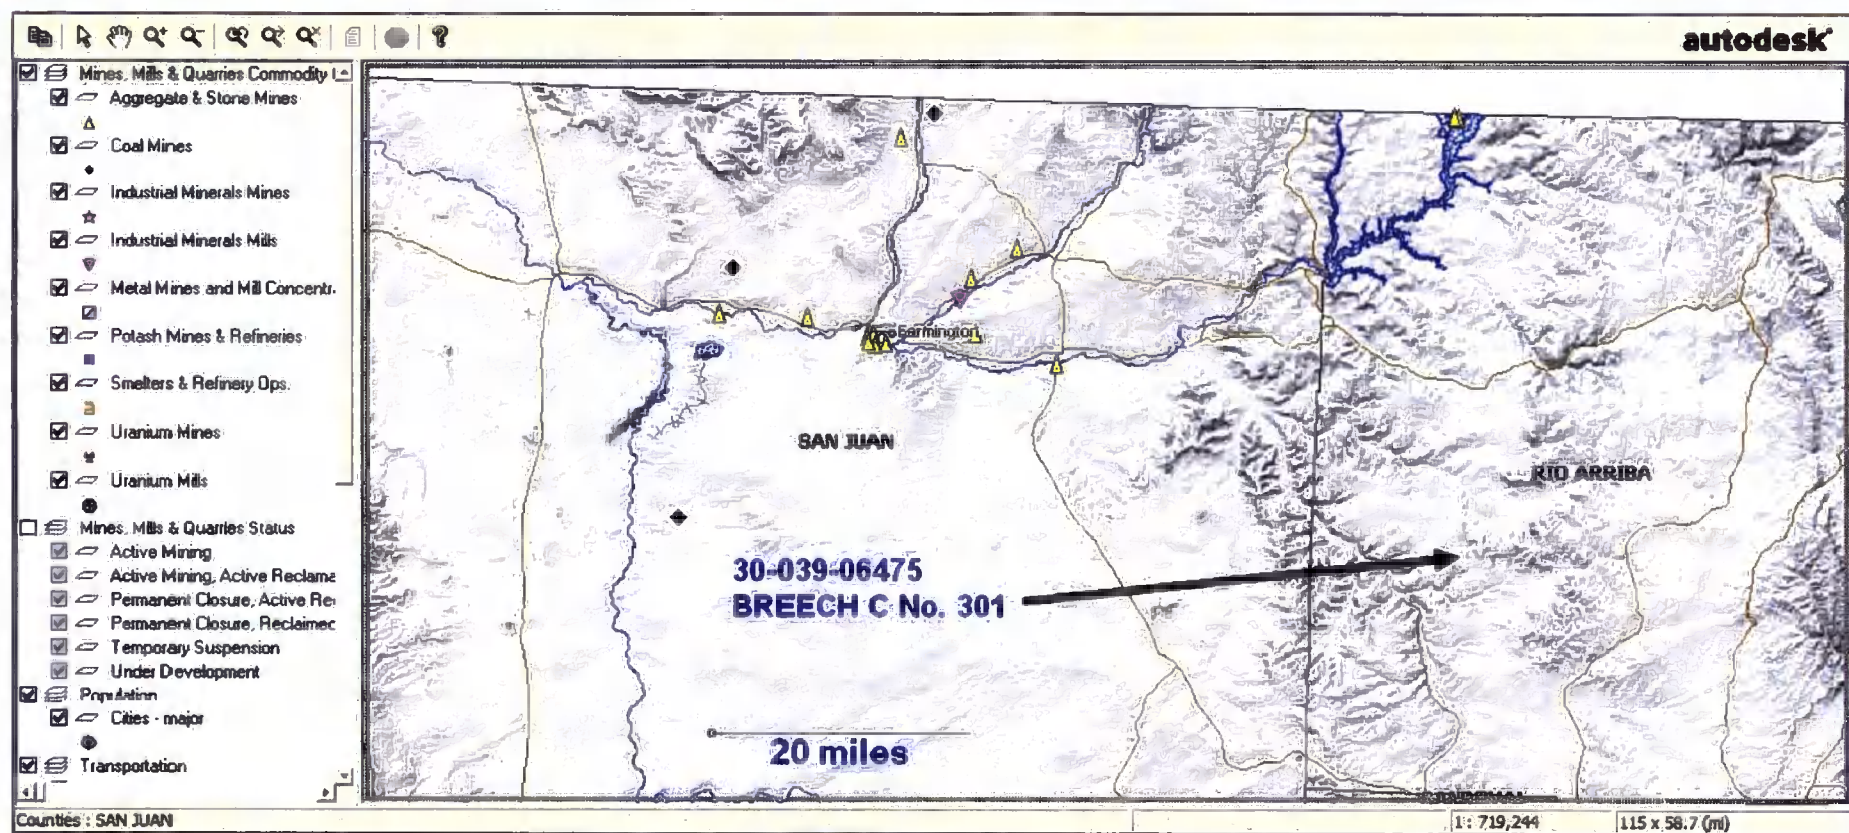 autodesk
Mines, Mills & Quarries Commodity
Aggregate & Stone Mines
Coal Mines
Industrial Minerals Mines
Industrial Minerals Mills
Metal Mines and Mill Concentr
Potash Mines & Refineries
Smelters & Refinery Ops.
Uranium Mines
Uranium Mills
Mines, Mills & Quarries Status
Active Mining
Active Mining, Active Reclama
Permanent Closure, Active Re
Permanent Closure, Reclaimed
Temporary Suspension
Under Development
Population
Cities - major
Transportation
Farmington
SAN JUAN
RIO ARRIBA
30-039-06475
BREECH C No. 301
20 miles
Counties : SAN JUAN
1 : 719,244
115 x 58.7 (mi)